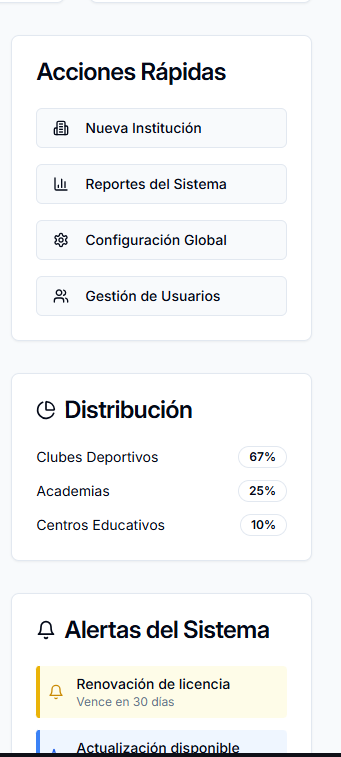 Acciones Rápidas
Nueva Institución
Reportes del Sistema
Configuración Global
Gestión de Usuarios
Distribución
Clubes Deportivos 67%
Academias 25%
Centros Educativos 10%
Alertas del Sistema
Renovación de licencia
Vence en 30 días
Actualización disponible